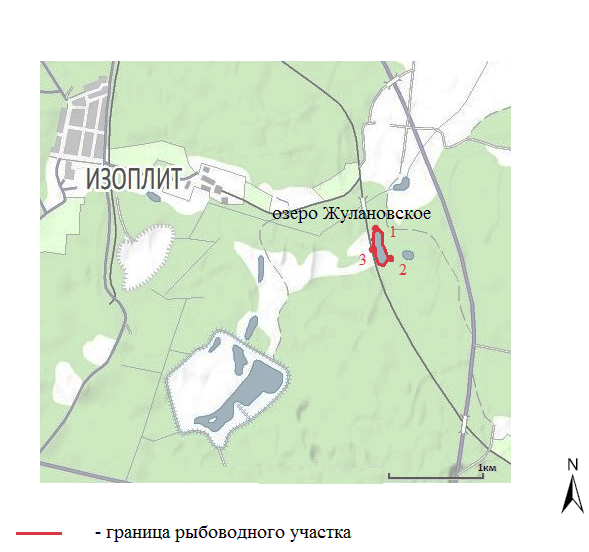 ИЗОПЛИТ
озеро Жулановское
1
3
2
1км
N
- граница рыбоводного участка